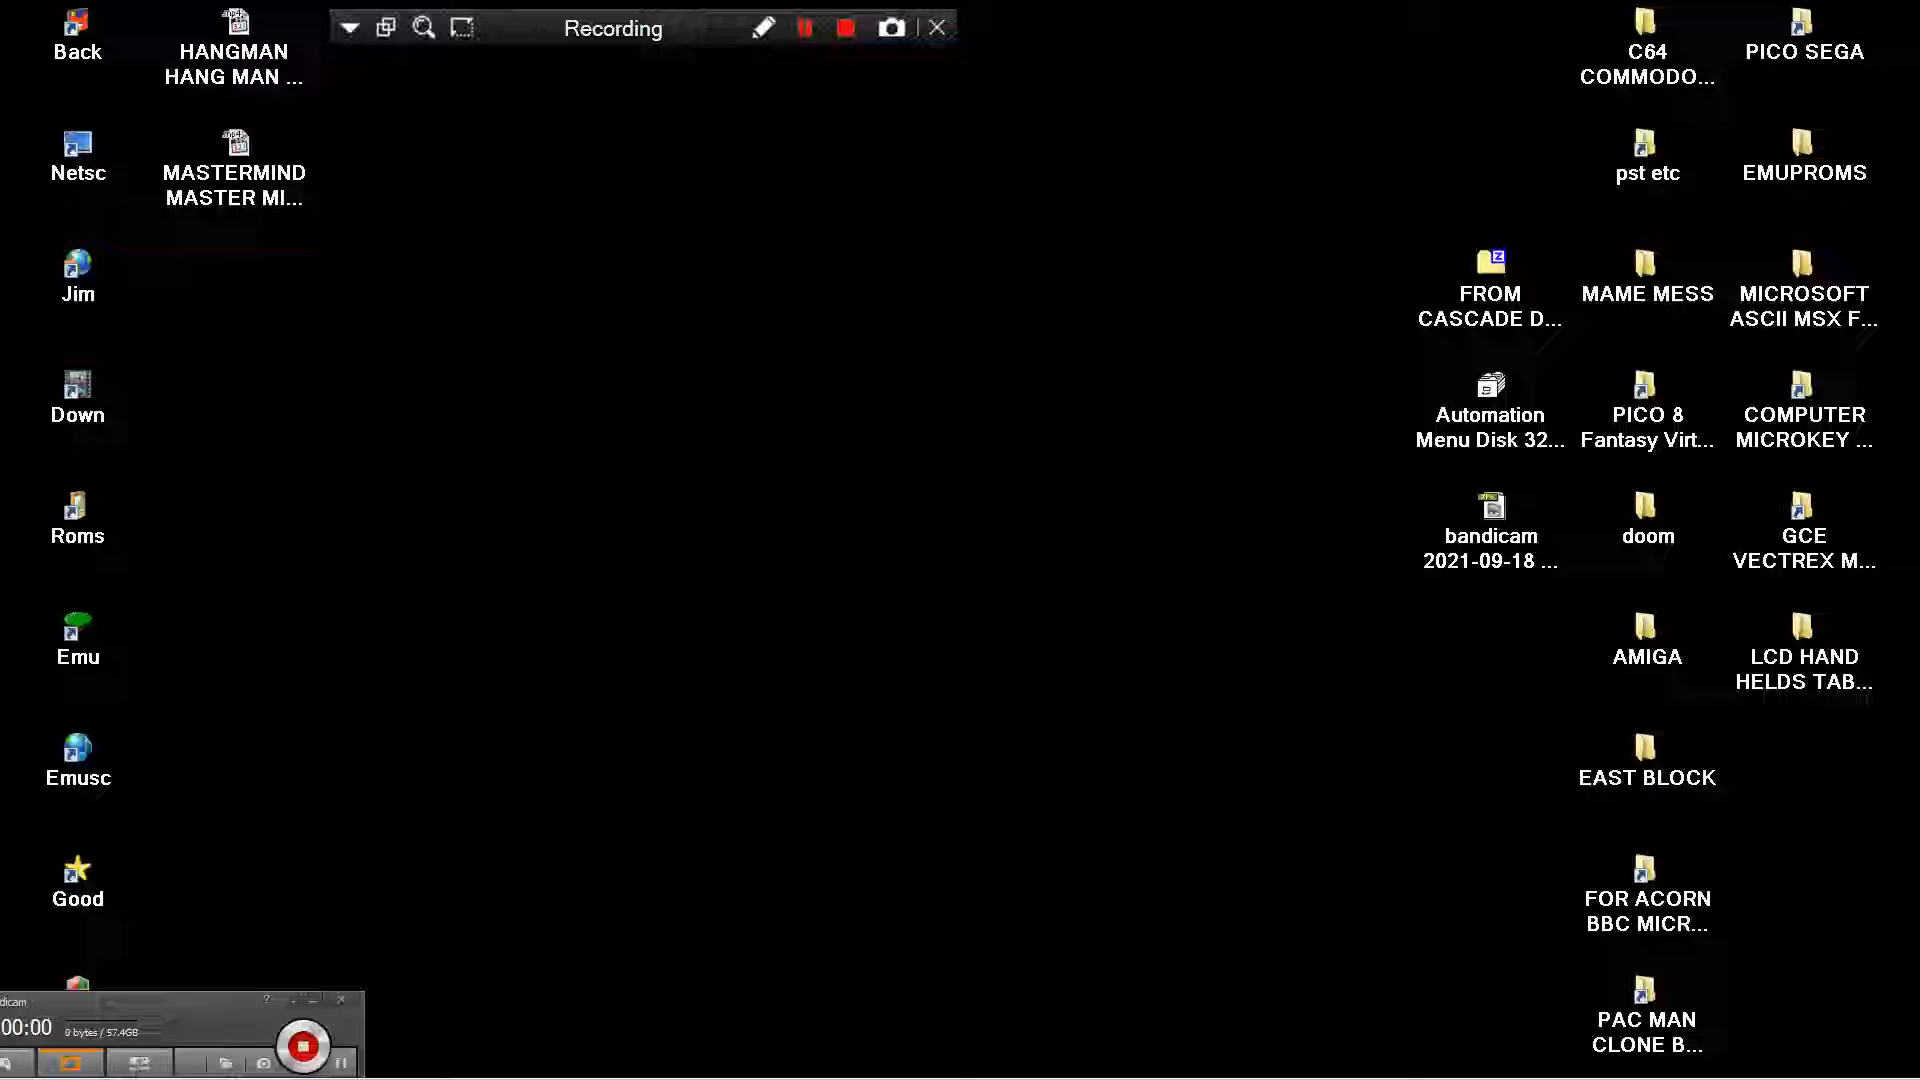 Back
HANGMAN
HANG MAN ...
Recording
C64
COMMODO...
PICO SEGA
Netsc
MASTERMIND
MASTER MI...
pst etc
EMUPROMS
Jim
FROM
CASCADE D...
MAME MESS
MICROSOFT
ASCII MSX F...
Down
Automation
Menu Disk 32...
PICO 8
Fantasy Virt...
COMPUTER
MICROKEY ...
Roms
bandicam
2021-09-18 ...
doom
GCE
VECTREX M...
Emu
AMIGA
LCD HAND
HELDS TAB...
Emusc
EAST BLOCK
Good
FOR ACORN
BBC MICR...
dicam
00:00
0 bytes / 57.4GB
PAC MAN
CLONE B...